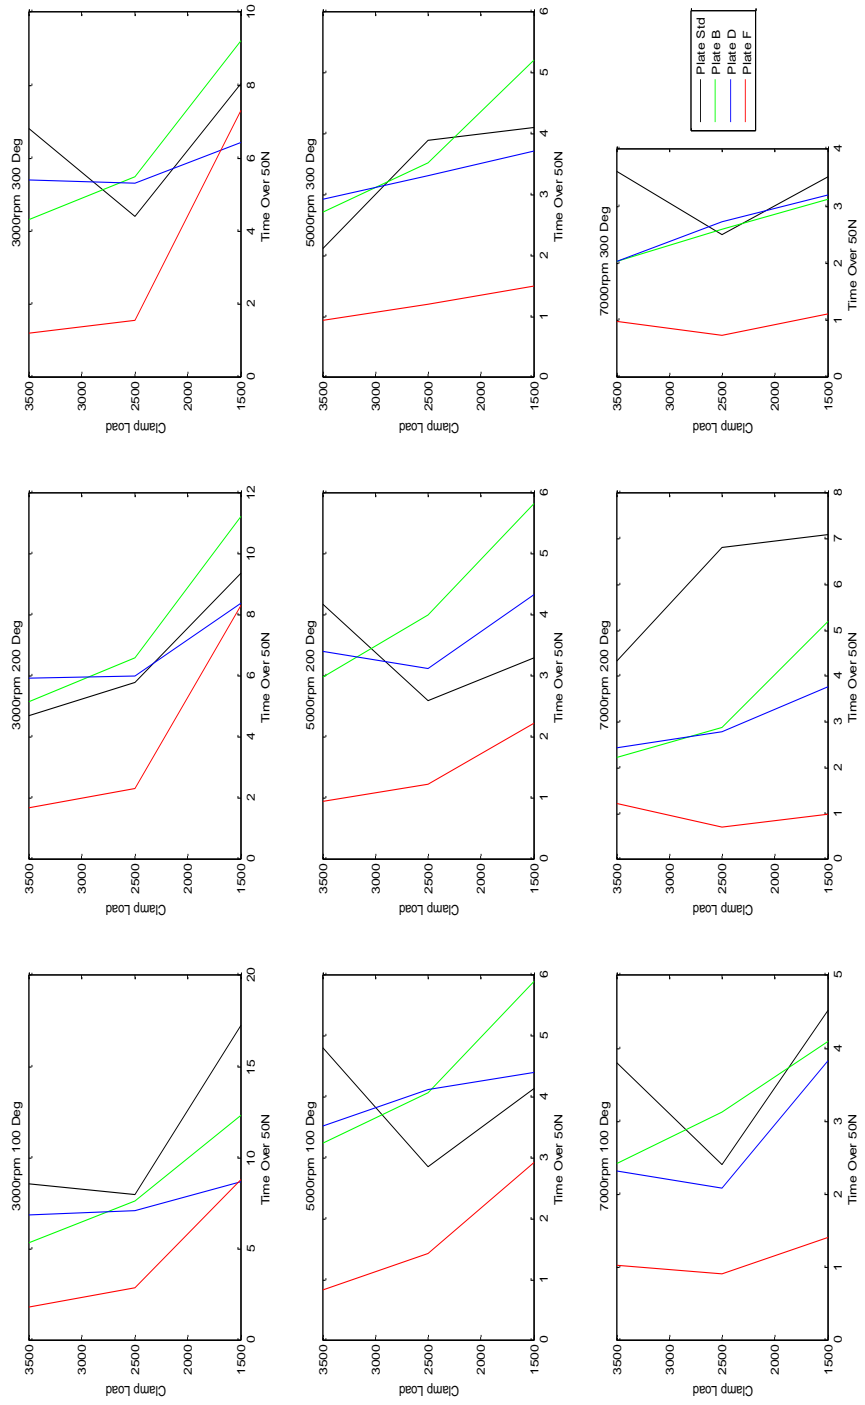 3000rpm 100 Deg
3500
3000
2500
2000
1500
Clamp Load
0 5 10 15 20
Time Over 50N
3000rpm 200 Deg
3500
3000
2500
2000
1500
Clamp Load
0 2 4 6 8 10 12
Time Over 50N
3000rpm 300 Deg
3500
3000
2500
2000
1500
Clamp Load
0 2 4 6 8 10
Time Over 50N
5000rpm 100 Deg
3500
3000
2500
2000
1500
Clamp Load
0 1 2 3 4 5 6
Time Over 50N
5000rpm 200 Deg
3500
3000
2500
2000
1500
Clamp Load
0 1 2 3 4 5 6
Time Over 50N
5000rpm 300 Deg
3500
3000
2500
2000
1500
Clamp Load
0 1 2 3 4 5 6
Time Over 50N
7000rpm 100 Deg
3500
3000
2500
2000
1500
Clamp Load
0 1 2 3 4 5
Time Over 50N
7000rpm 200 Deg
3500
3000
2500
2000
1500
Clamp Load
0 1 2 3 4 5 6 7 8
Time Over 50N
7000rpm 300 Deg
3500
3000
2500
2000
1500
Clamp Load
0 1 2 3 4
Time Over 50N
Plate Std
Plate B
Plate D
Plate F